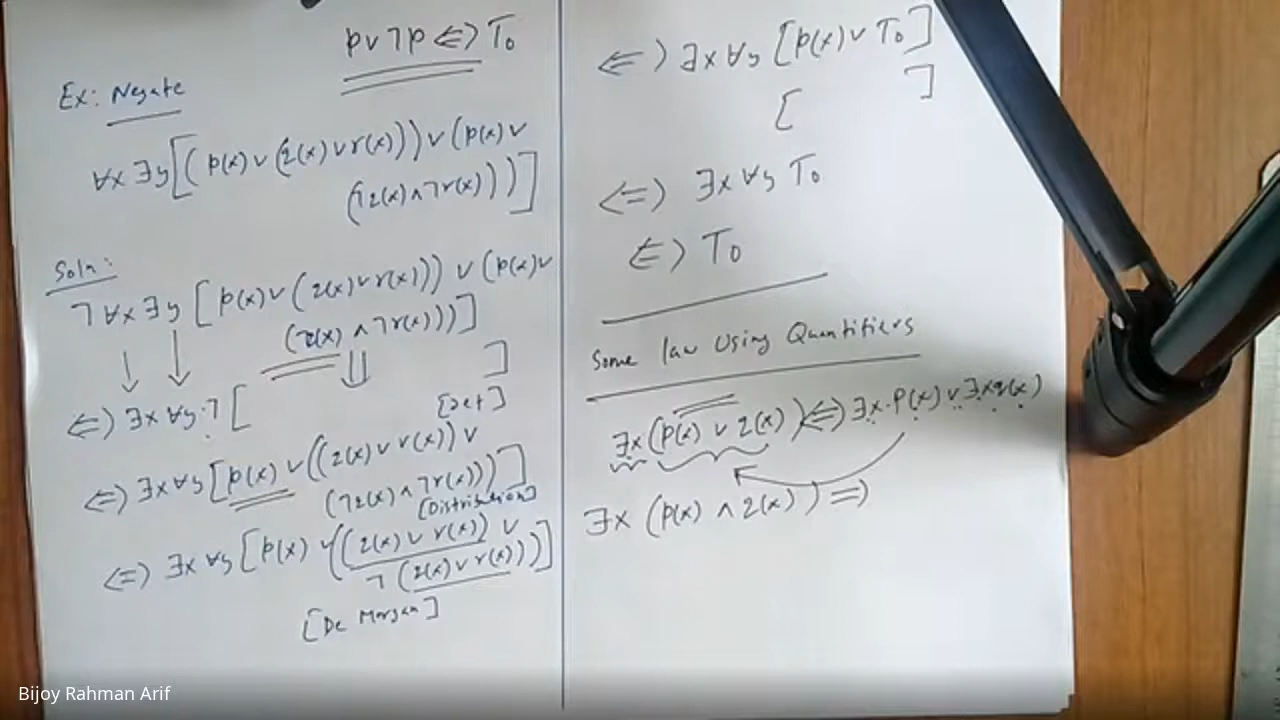 p∨¬p ⇔ T₀
Ex: Negate
∀x ∃y[(p(x) ∨ (q(x) ∨ r(x))) ∨ (p(x) ∨
(¬q(x) ∧ ¬r(x)))]
Soln:
¬∀x ∃y [p(x) ∨ (q(x) ∨ r(x))) ∨ (p(x) ∨
(¬q(x) ∧ ¬r(x)))]
⇔ ∃x ∀y ¬ [ ]
⇔ ∃x ∀y [p(x) ∨ ((q(x) ∨ r(x)) ∨
(¬q(x) ∧ ¬r(x)))]
[Distribution]
⇔ ∃x ∀y [p(x) ∨ ((q(x) ∨ r(x)) ∨
¬(q(x) ∨ r(x)))]
[De Morgan]
⇔ ∃x ∀y [p(x) ∨ T₀]
[ ]
⇔ ∃x ∀y T₀
⇔ T₀
Some law Using Quantifiers
∃x (p(x) ∨ q(x)) ⇔ ∃x p(x) ∨ ∃x q(x)
∃x (p(x) ∧ q(x)) ⇒
Bijoy Rahman Arif